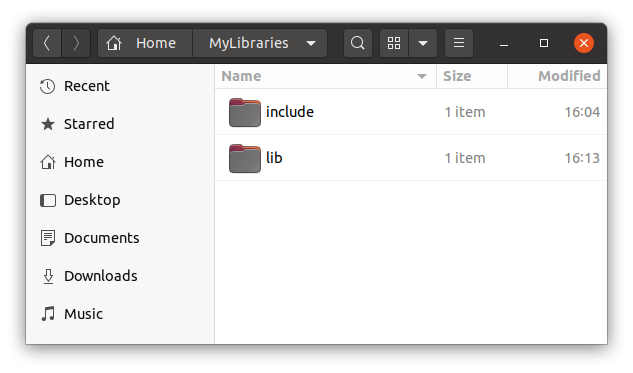 Home MyLibraries
Name Size Modified
Recent
Starred
Home
Desktop
Documents
Downloads
Music
include 1 item 16:04
lib 1 item 16:13